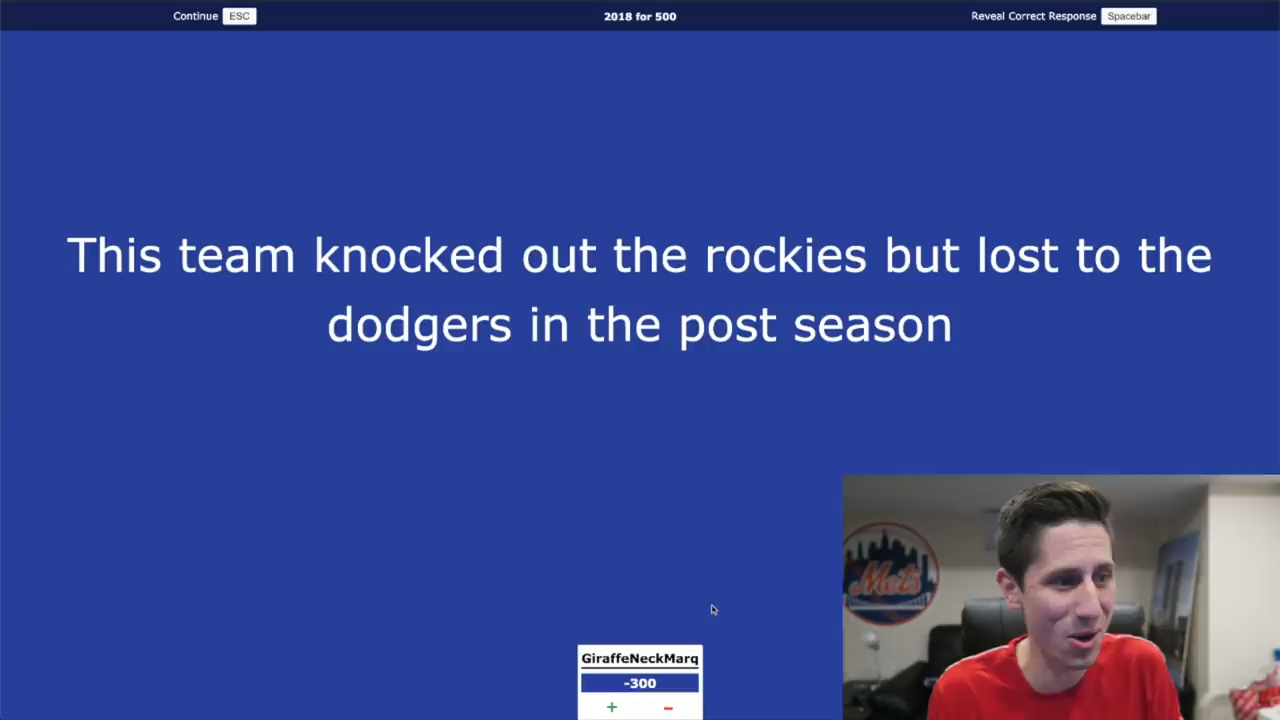 Continue ESC
2018 for 500
Reveal Correct Response Spacebar
This team knocked out the rockies but lost to the
dodgers in the post season
Mets
GiraffeNeckMarq
-300
+ -